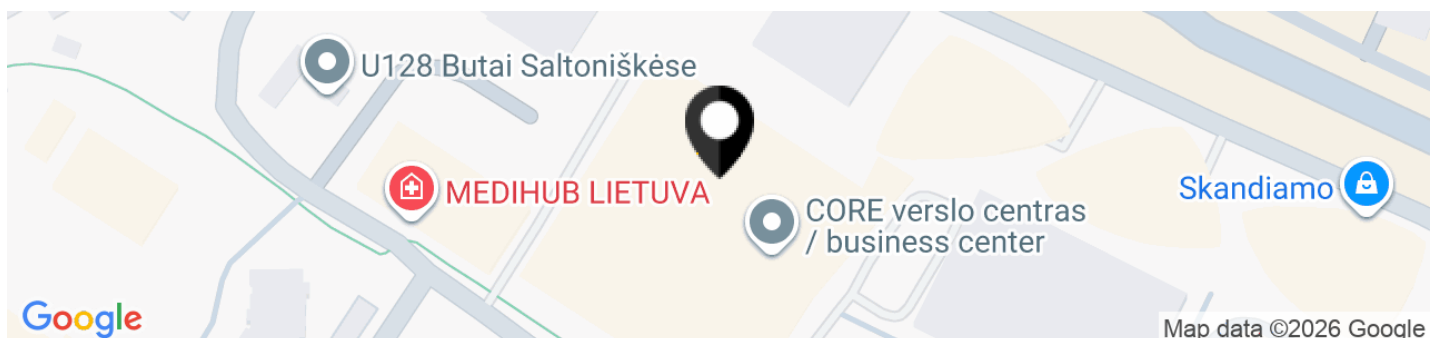 U128 Butai Saltoniškėse
MEDIHUB LIETUVA
CORE verslo centras
/ business center
Skandiamo
Google
Map data ©2026 Google